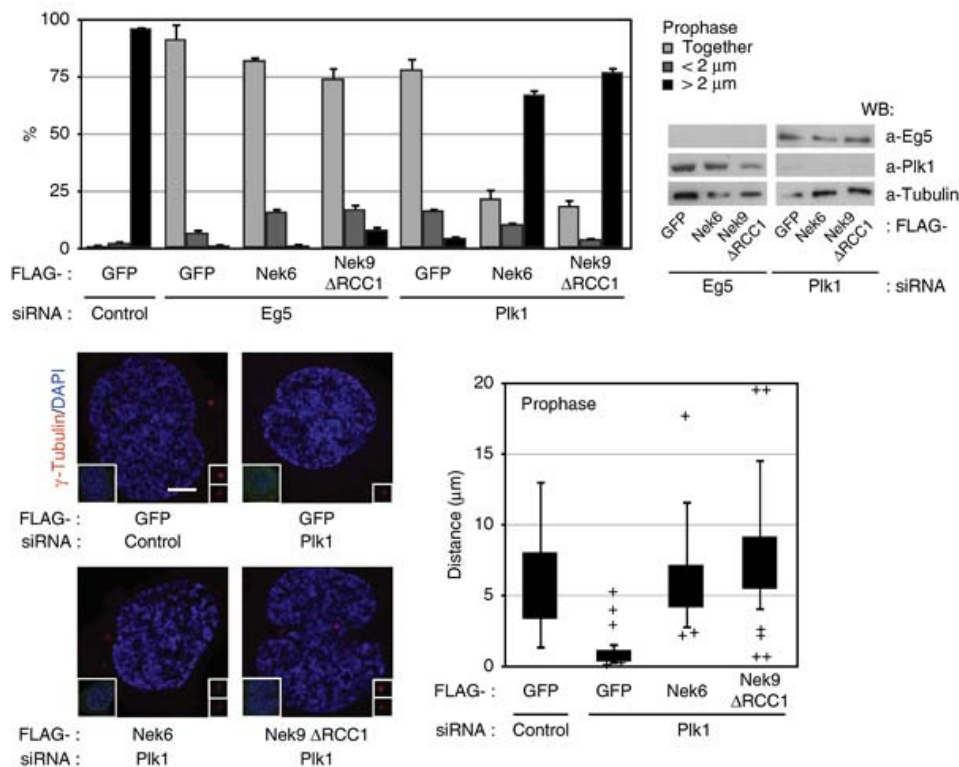 100
75
50
25
0
%
FLAG- : GFP GFP Nek6 Nek9 ΔRCC1 GFP Nek6 Nek9 ΔRCC1
siRNA : Control Eg5 Plk1
Prophase
Together
< 2 μm
> 2 μm
WB:
a-Eg5
a-Plk1
a-Tubulin
GFP Nek6 Nek9 ΔRCC1 GFP Nek6 Nek9 ΔRCC1 : FLAG-
Eg5 Plk1 : siRNA
γ-Tubulin/DAPI
FLAG- : GFP GFP
siRNA : Control Plk1
FLAG- : Nek6 Nek9 ΔRCC1
siRNA : Plk1 Plk1
Prophase
20
15
10
5
0
Distance (μm)
FLAG- : GFP GFP Nek6 Nek9 ΔRCC1
siRNA : Control Plk1